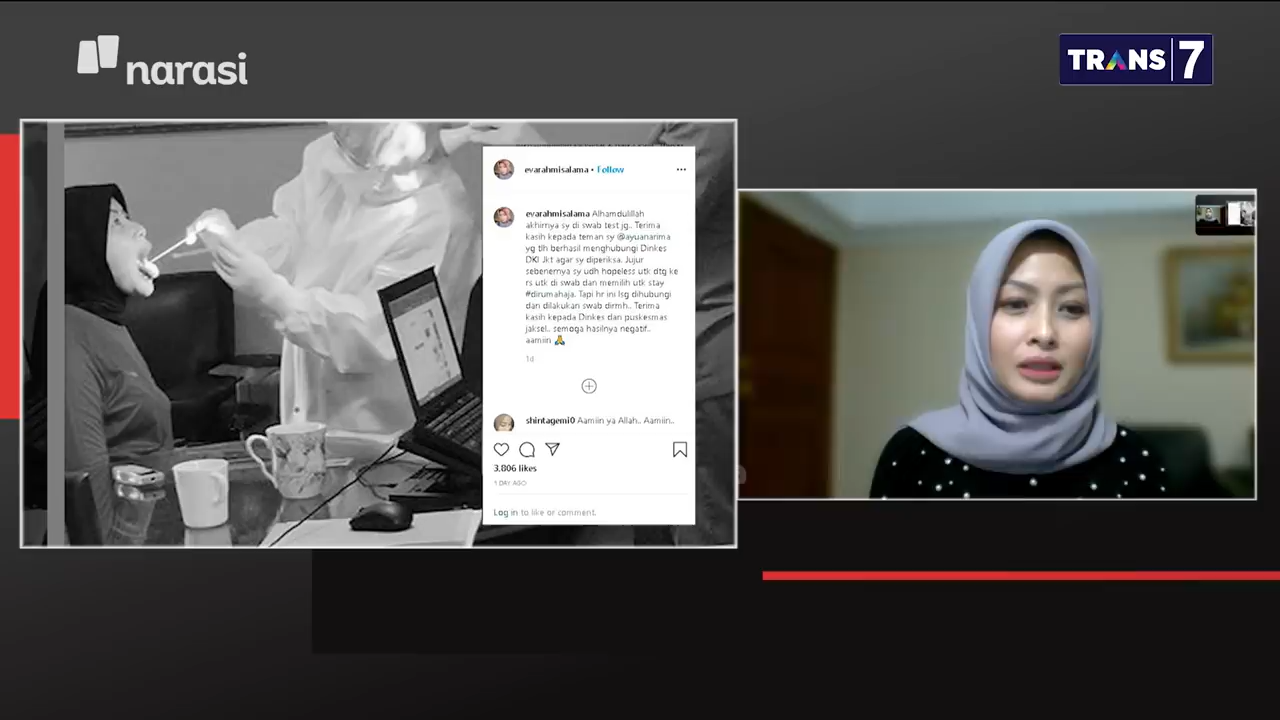 narasi
TRANS 7
evarahmisalama • Follow
evarahmisalama Alhamdulillah
akhirnya sy di swab test jg.. Terima
kasih kepada teman sy @ayuanarima
yg tlh berhasil menghubungi Dinkes
DKI Jkt agar sy diperiksa. Jujur
sebenernya sy udh hopeless utk dtg ke
rs utk di swab dan memilih utk stay
#dirumahaja. Tapi hr ini lsg dihubungi
dan dilakukan swab dirmh.. Terima
kasih kepada Dinkes dan puskesmas
jaksel.. semoga hasilnya negatif..
aamiin 🙏
1d
shintagemi0 Aamiin ya Allah.. Aamiin..
3.806 likes
1 DAY AGO
Log in to like or comment.